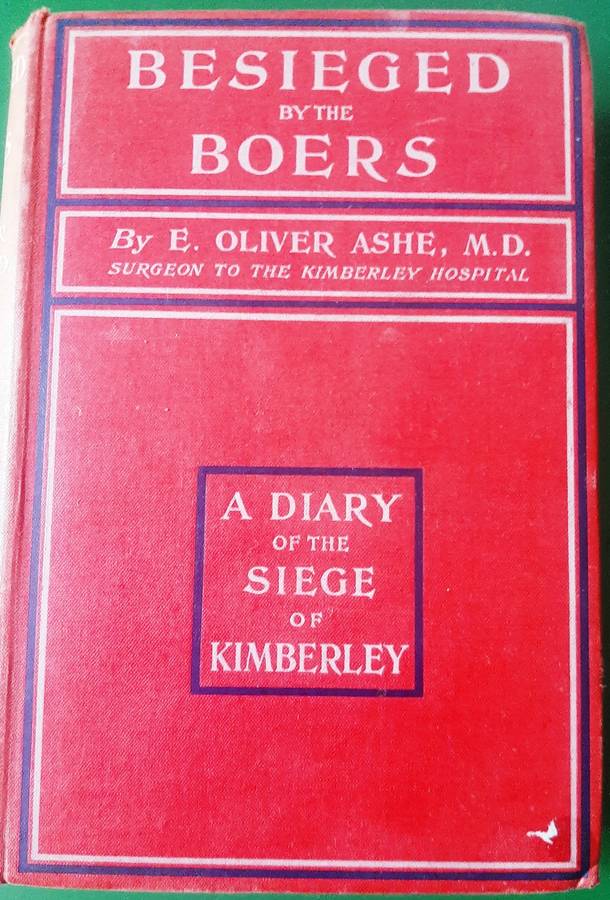 BESIEGED
BY THE
BOERS
By E. OLIVER ASHE, M.D.
SURGEON TO THE KIMBERLEY HOSPITAL
A DIARY
OF THE
SIEGE
OF
KIMBERLEY